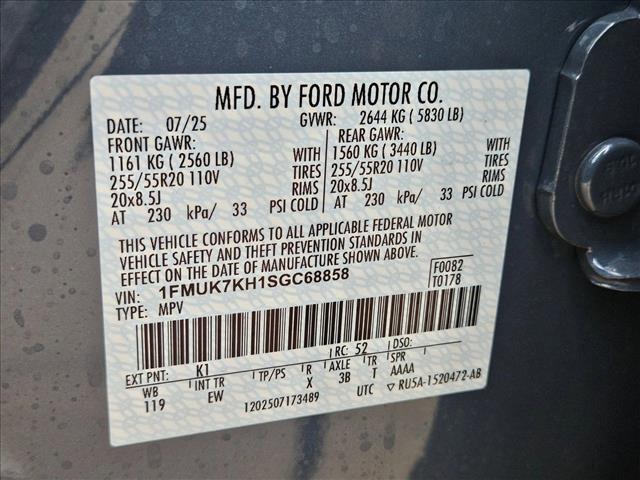 MFD. BY FORD MOTOR CO.
DATE: 07/25 GVWR: 2644 KG ( 5830 LB)
FRONT GAWR: REAR GAWR:
1161 KG ( 2560 LB) WITH 1560 KG ( 3440 LB) WITH
255/55R20 110V TIRES 255/55R20 110V TIRES
20x8.5J RIMS 20x8.5J RIMS
AT 230 kPa/ 33 PSI COLD AT 230 kPa/ 33 PSI COLD
THIS VEHICLE CONFORMS TO ALL APPLICABLE FEDERAL MOTOR
VEHICLE SAFETY AND THEFT PREVENTION STANDARDS IN
EFFECT ON THE DATE OF MANUFACTURE SHOWN ABOVE.
VIN: 1FMUK7KH1SGC68858 F0082
TYPE: MPV T0178
EXT PNT: K1 RC: 52 DSO:
WB INT TR TP/PS R AXLE TR SPR
119 EW X 3B T AAAA
1202507173489 UTC ▽ RU5A-1520472-AB